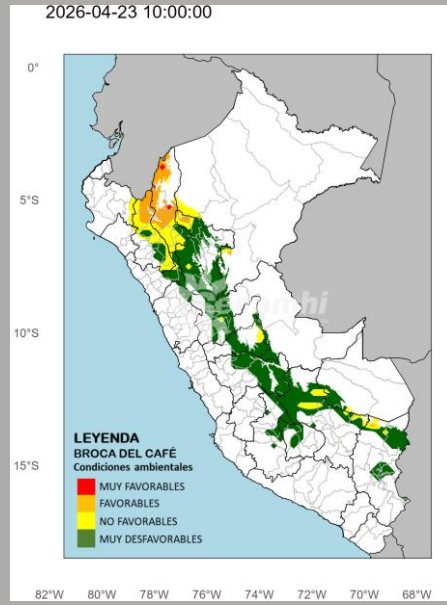 2026-04-23 10:00:00
0°
5°S
10°S
15°S
senamhi
LEYENDA
BROCA DEL CAFÉ
Condiciones ambientales
MUY FAVORABLES
FAVORABLES
NO FAVORABLES
MUY DESFAVORABLES
82°W 80°W 78°W 76°W 74°W 72°W 70°W 68°W